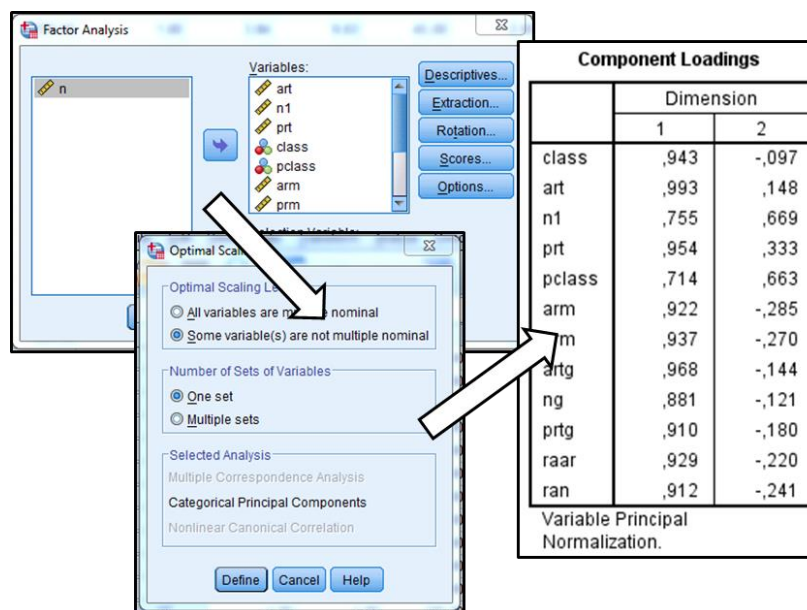 Factor Analysis
n
Variables:
art
n1
prt
class
pclass
arm
prm
Descriptives...
Extraction...
Rotation...
Scores...
Options...
Optimal
Optimal Scaling
All variables are nominal
Some variable(s) are not multiple nominal
Number of Sets of Variables
One set
Multiple sets
Selected Analysis
Multiple Correspondence Analysis
Categorical Principal Components
Nonlinear Canonical Correlation
Define Cancel Help
Component Loadings
Dimension
1 2
class ,943 -,097
art ,993 ,148
n1 ,755 ,669
prt ,954 ,333
pclass ,714 ,663
arm ,922 -,285
,937 -,270
artg ,968 -,144
ng ,881 -,121
prtg ,910 -,180
raar ,929 -,220
ran ,912 -,241
Variable Principal
Normalization.